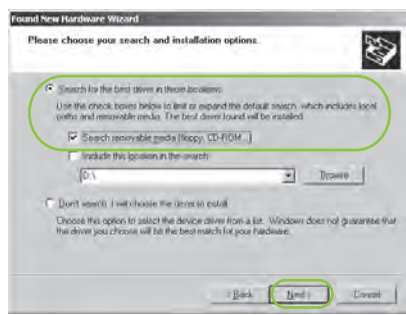 Found New Hardware Wizard
Please choose your search and installation options.
Search for the best driver in these locations.
Use the check boxes below to limit or expand the default search, which includes local
paths and removable media. The best driver found will be installed.
Search removable media (floppy, CD-ROM...)
Include this location in the search:
D:\
Browse
Don't search. I will choose the driver to install.
Choose this option to select the device driver from a list. Windows does not guarantee that
the driver you choose will be the best match for your hardware.
< Back
Next >
Cancel